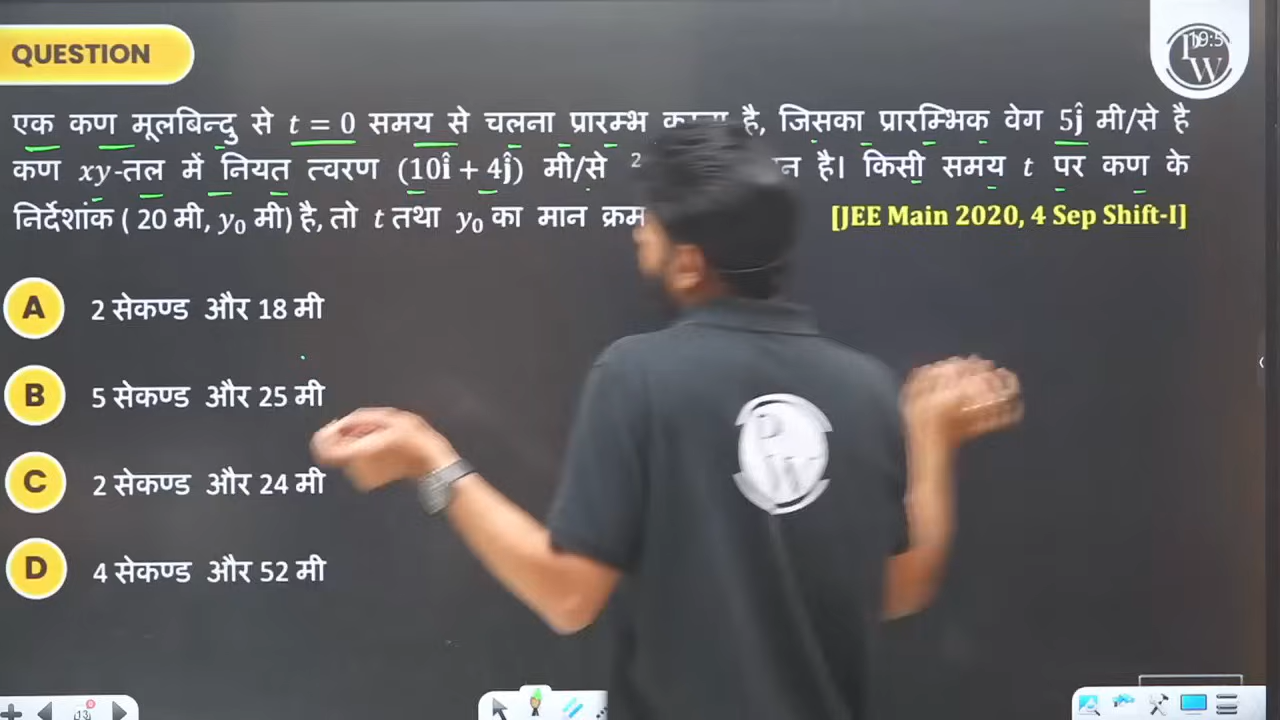 QUESTION
एक कण मूलबिन्दु से t = 0 समय से चलना प्रारम्भ है, जिसका प्रारम्भिक वेग 5ĵ मी/से है
कण xy-तल में नियत त्वरण (10î + 4ĵ) मी/से 2 है। किसी समय t पर कण के
निर्देशांक ( 20 मी, y₀ मी) है, तो t तथा y₀ का मान
[JEE Main 2020, 4 Sep Shift-I]
A 2 सेकण्ड और 18 मी
B 5 सेकण्ड और 25 मी
C 2 सेकण्ड और 24 मी
D 4 सेकण्ड और 52 मी
PW